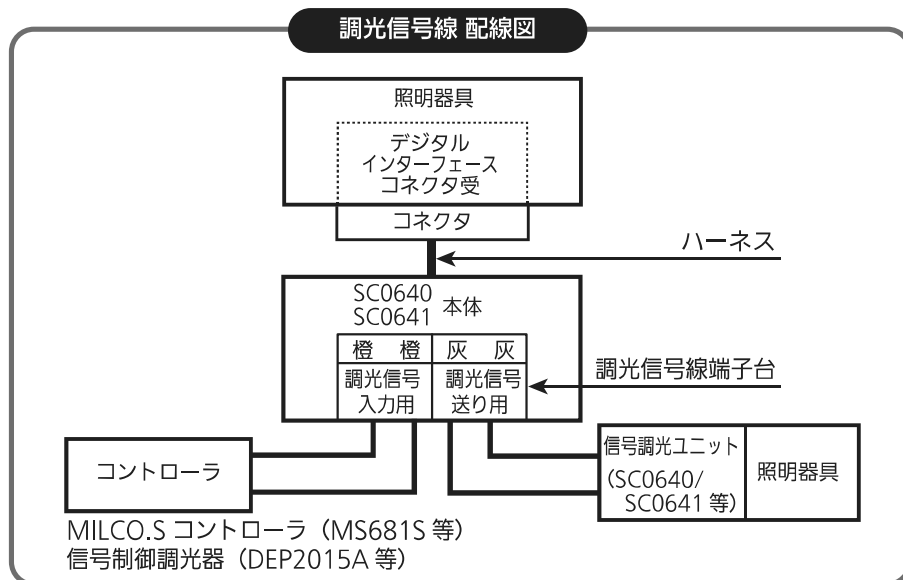 調光信号線 配線図
照明器具
デジタル
インターフェース
コネクタ受
コネクタ
ハーネス
SC0640
SC0641 本体
橙 橙 灰 灰
調光信号
入力用
調光信号
送り用
調光信号線端子台
コントローラ
信号調光ユニット
(SC0640/
SC0641 等)
照明器具
MILCO.S コントローラ（MS681S 等）
信号制御調光器（DEP2015A 等）